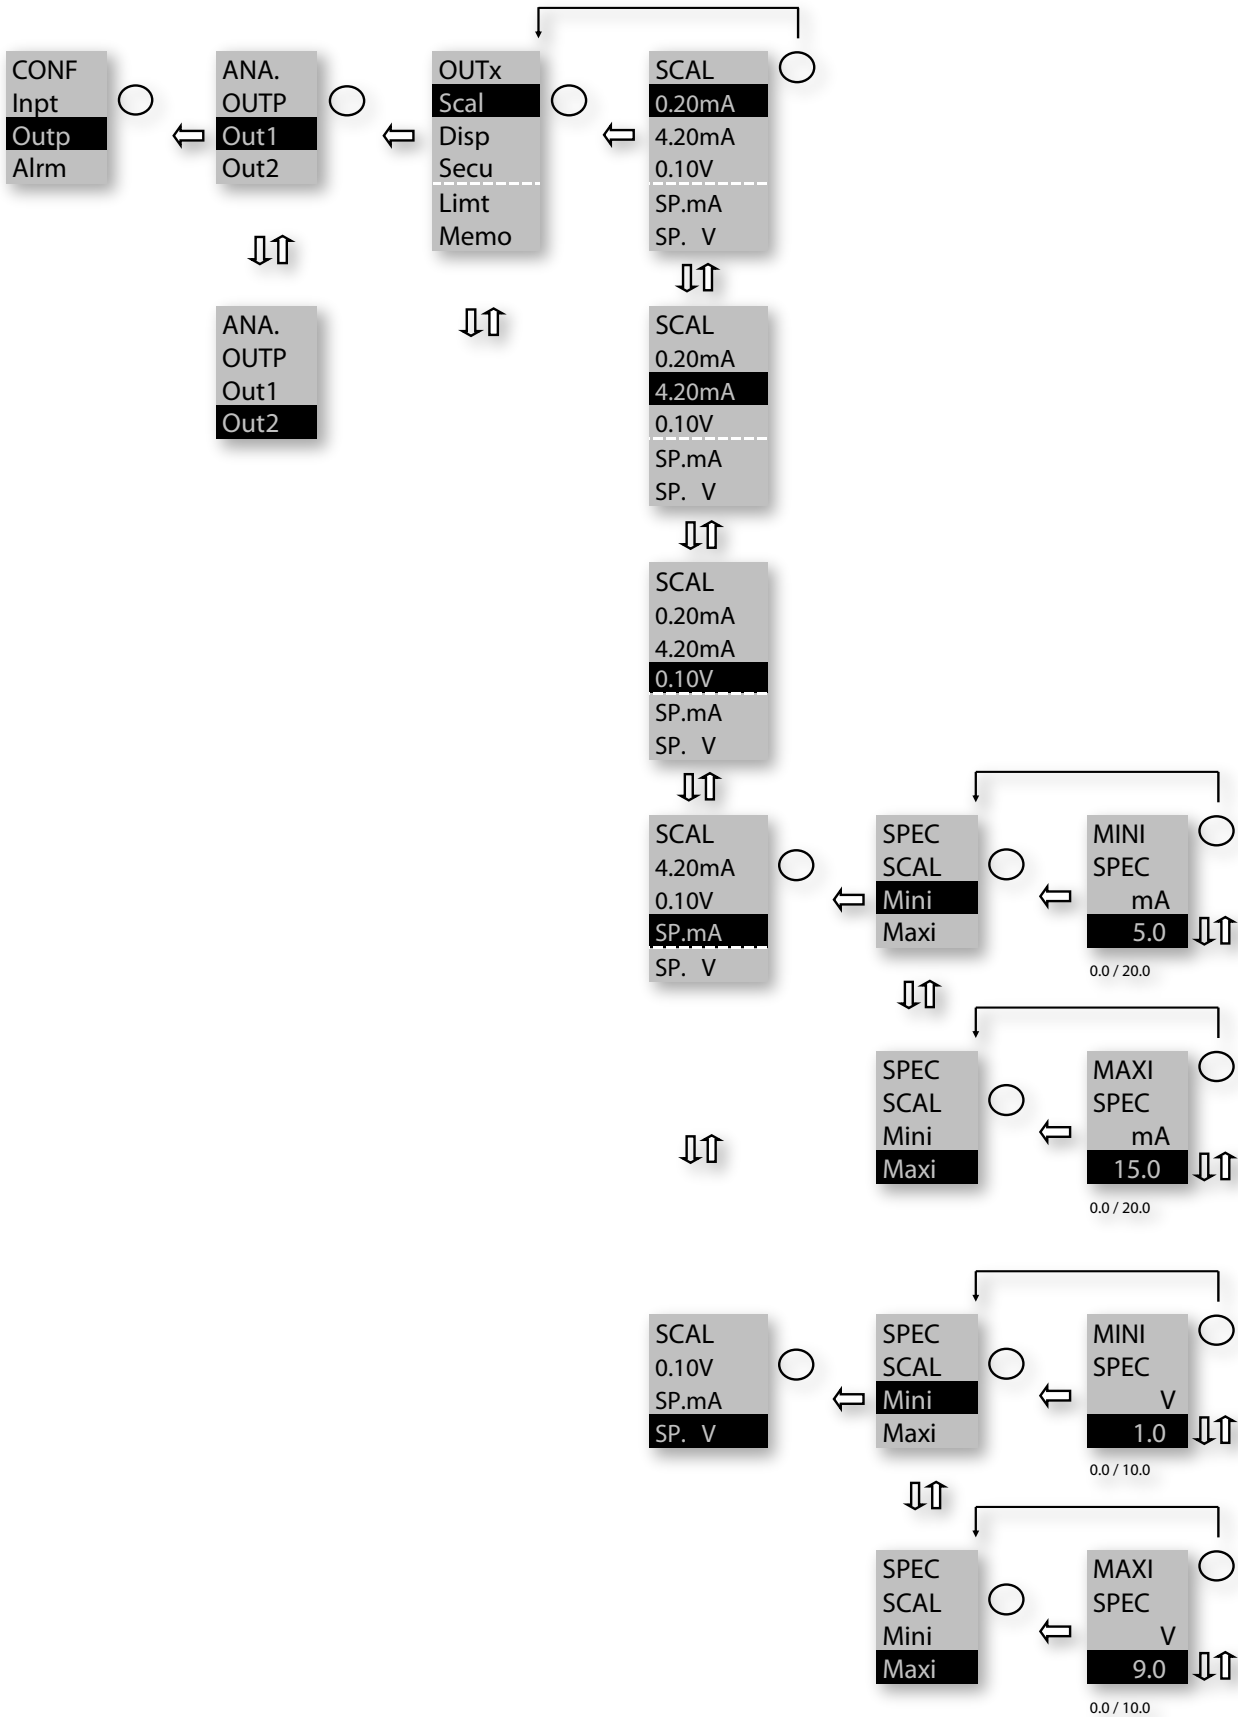 CONF
Inpt
Outp
Alrm
ANA.
OUTP
Out1
Out2
OUTx
Scal
Disp
Secu
Limt
Memo
SCAL
0.20mA
4.20mA
0.10V
SP.mA
SP. V
ANA.
OUTP
Out1
Out2
SCAL
0.20mA
4.20mA
0.10V
SP.mA
SP. V
SCAL
0.20mA
4.20mA
0.10V
SP.mA
SP. V
SCAL
4.20mA
0.10V
SP.mA
SP. V
SPEC
SCAL
Mini
Maxi
MINI
SPEC
mA
5.0
0.0 / 20.0
SPEC
SCAL
Mini
Maxi
MAXI
SPEC
mA
15.0
0.0 / 20.0
SCAL
0.10V
SP.mA
SP. V
SPEC
SCAL
Mini
Maxi
MINI
SPEC
V
1.0
0.0 / 10.0
SPEC
SCAL
Mini
Maxi
MAXI
SPEC
V
9.0
0.0 / 10.0